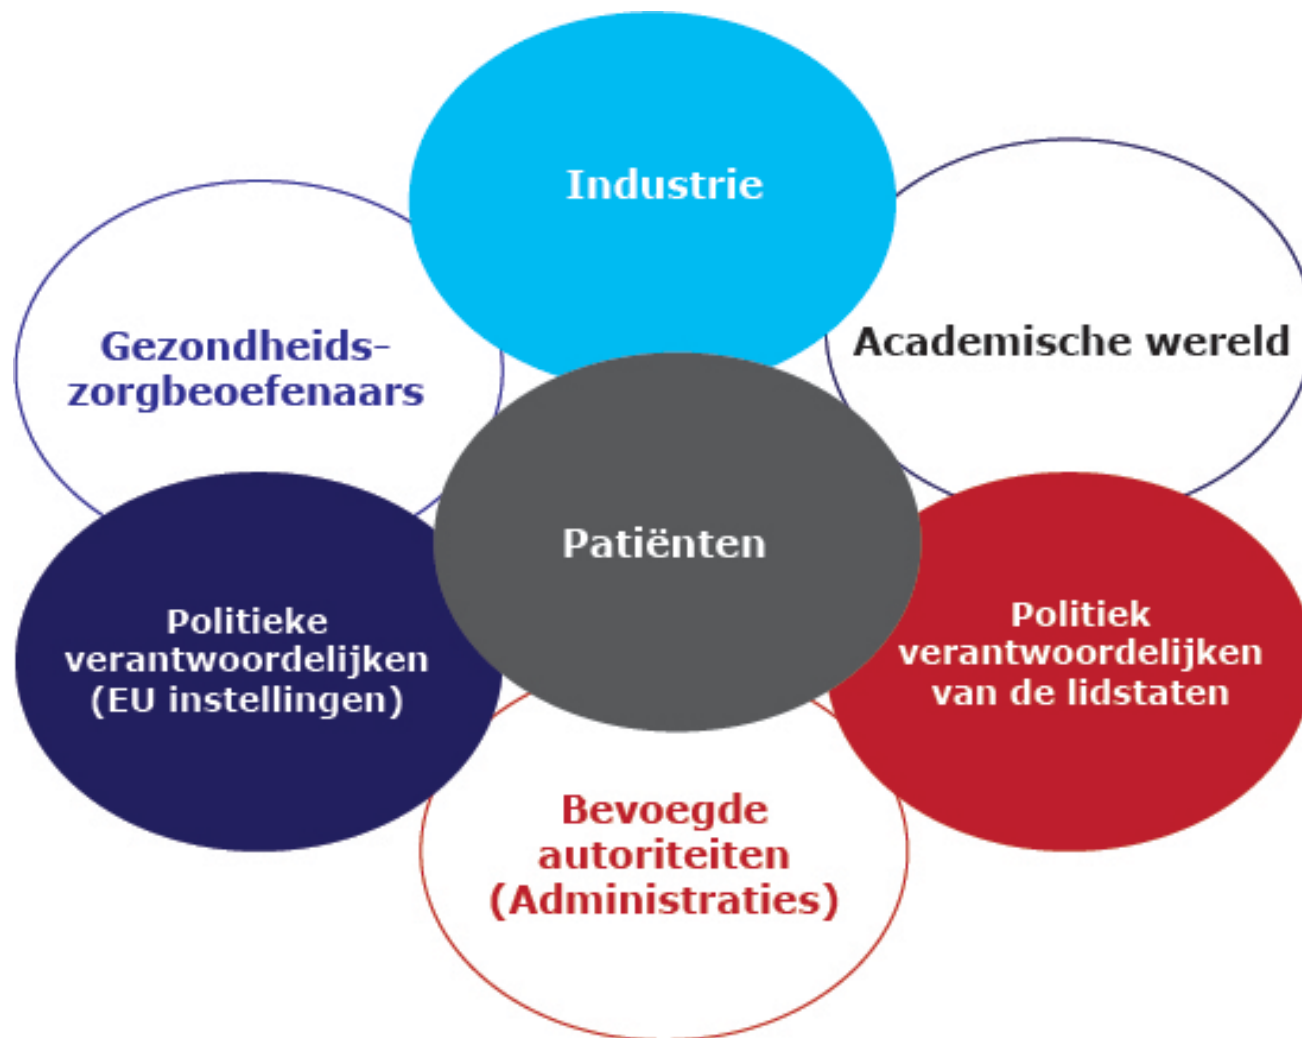 Industrie
Gezondheids-
zorgbeoefenaars
Academische wereld
Patiënten
Politieke
verantwoordelijken
(EU instellingen)
Politiek
verantwoordelijken
van de lidstaten
Bevoegde
autoriteiten
(Administraties)